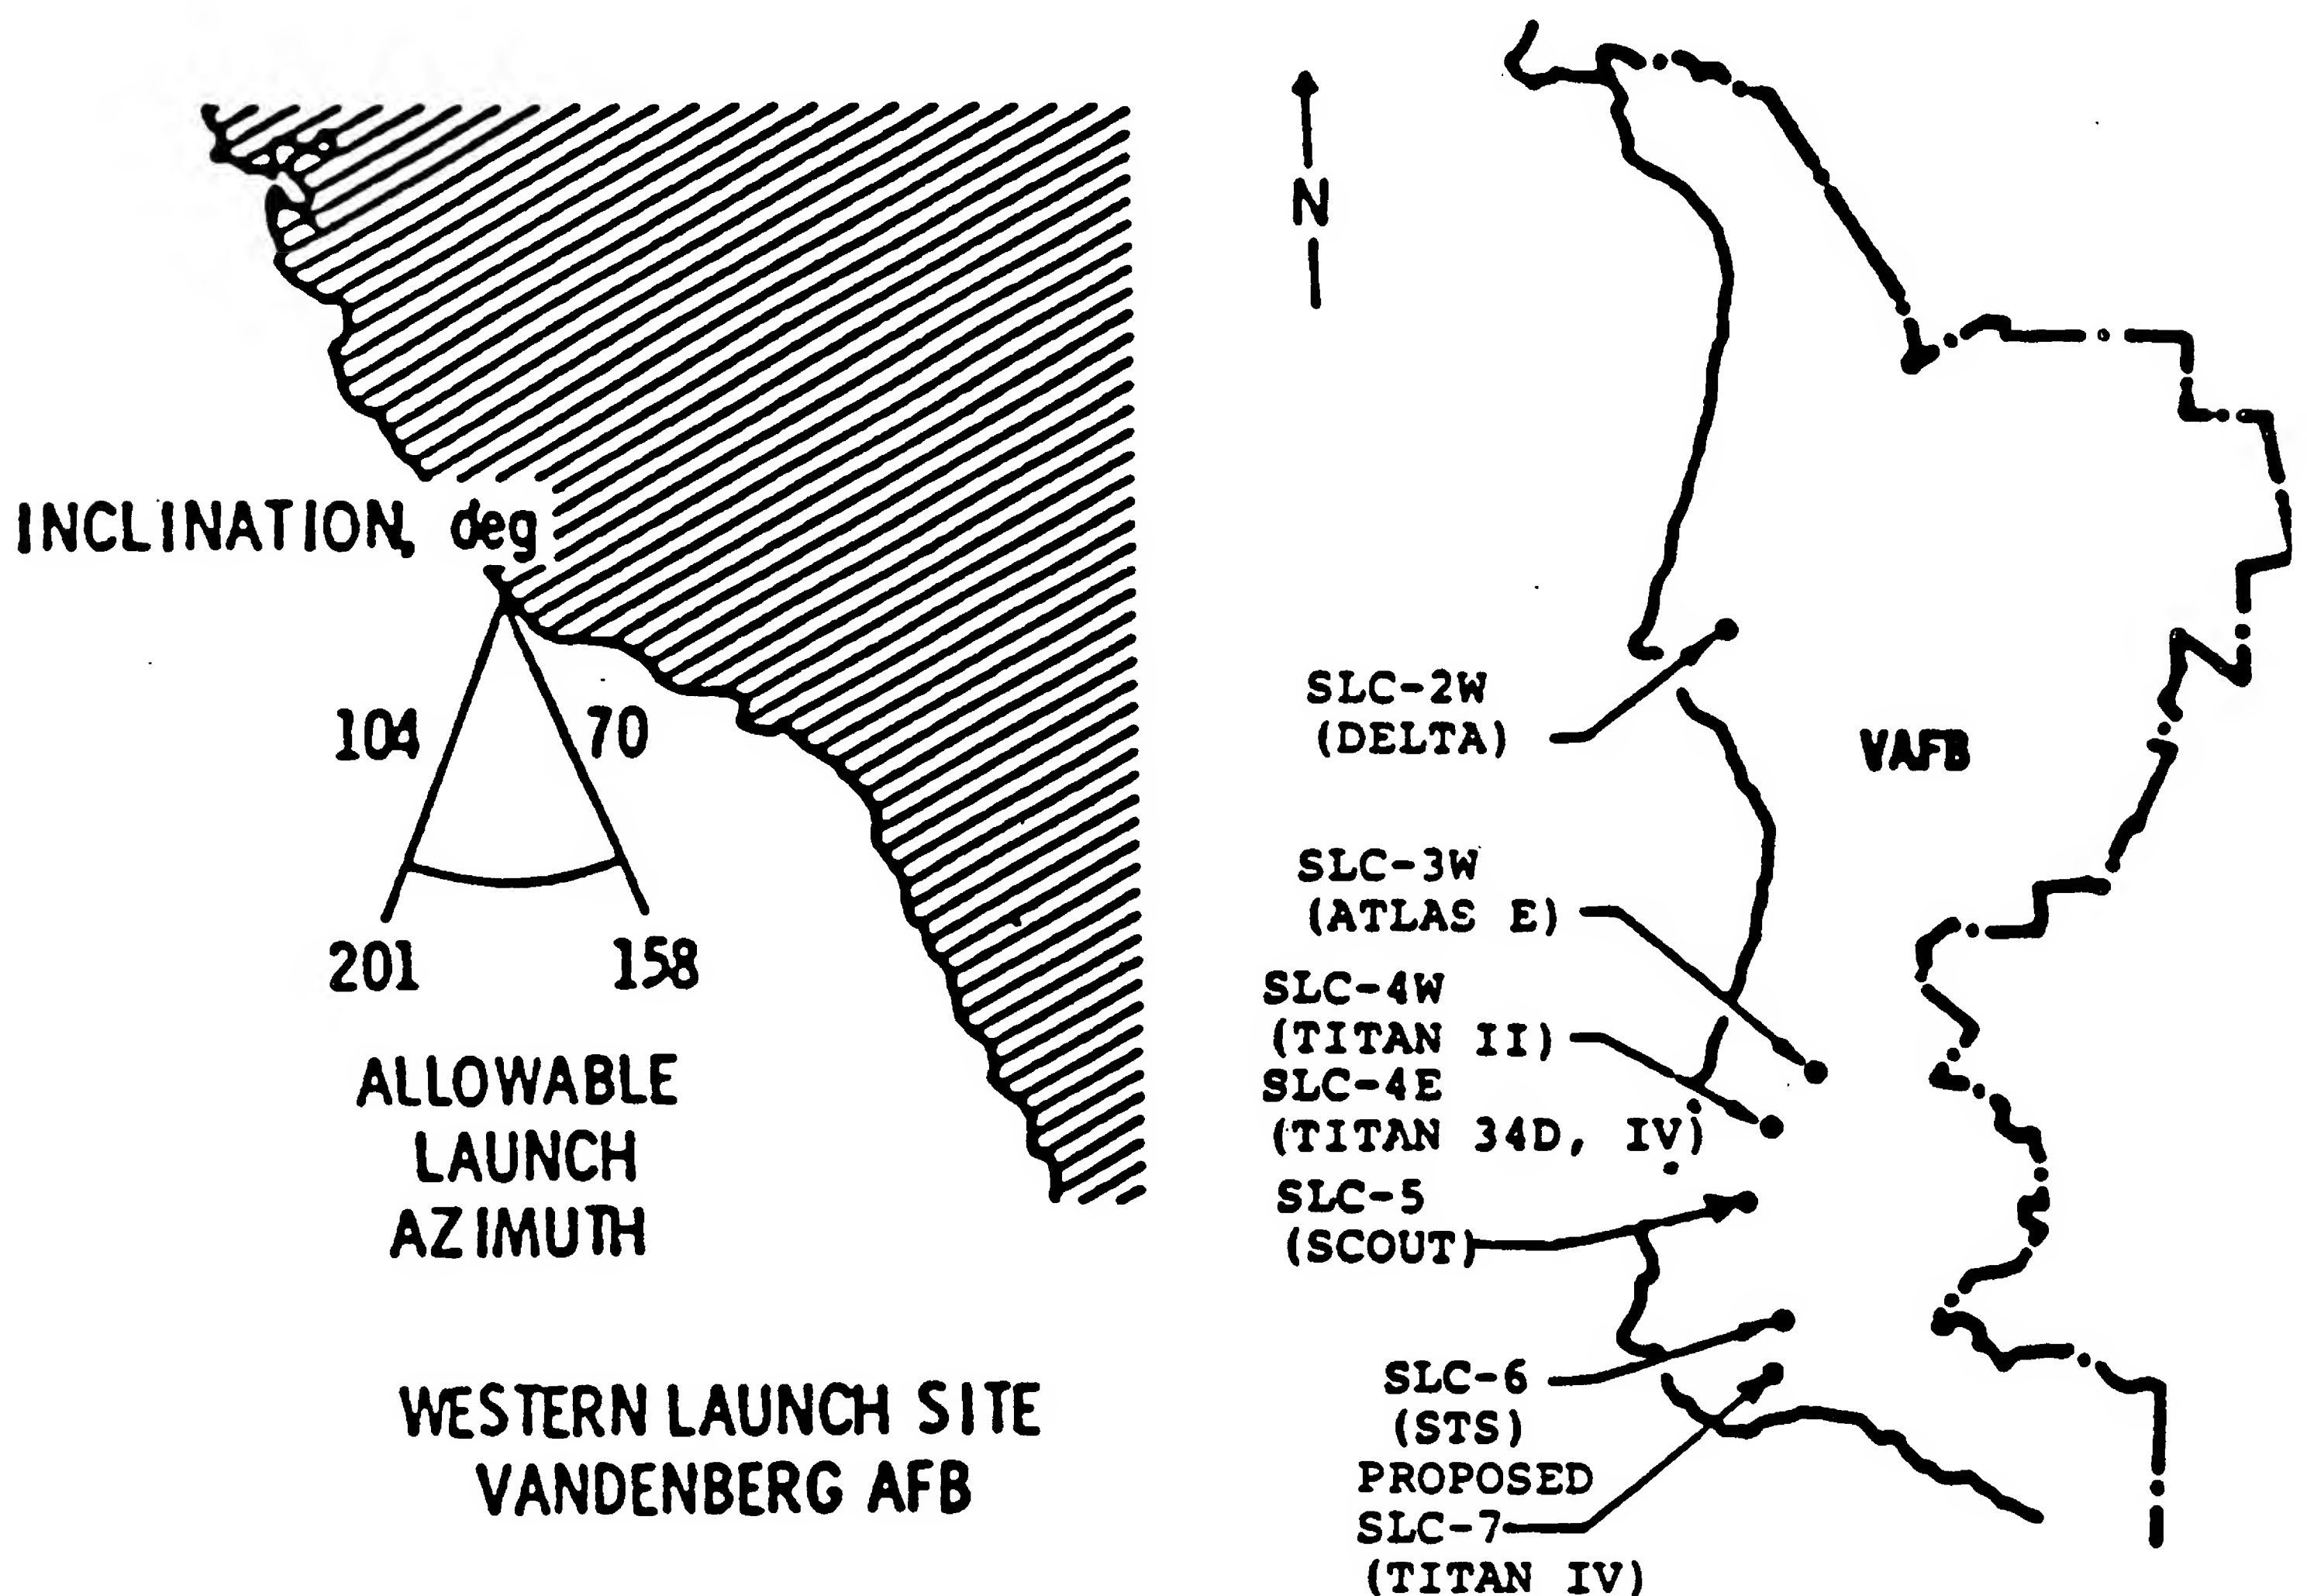 INCLINATION, deg
104
70
201
158
ALLOWABLE
LAUNCH
AZIMUTH
WESTERN LAUNCH SITE
VANDENBERG AFB
N
SLC-2W
(DELTA)
VAFB
SLC-3W
(ATLAS E)
SLC-4W
(TITAN II)
SLC-4E
(TITAN 34D, IV)
SLC-5
(SCOUT)
SLC-6
(STS)
PROPOSED
SLC-7
(TITAN IV)